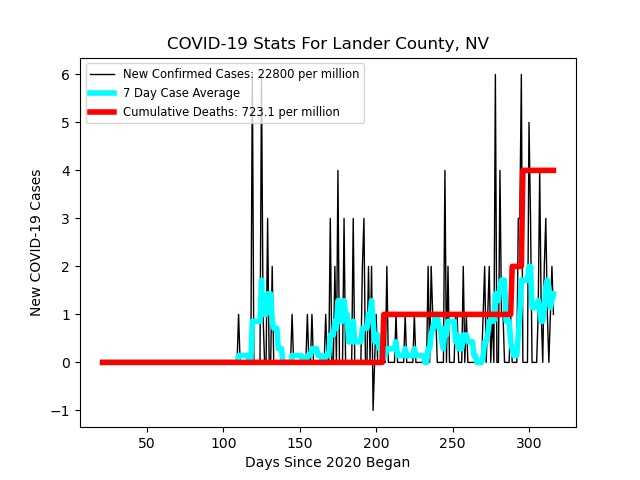 COVID-19 Stats For Lander County, NV
New Confirmed Cases: 22800 per million
7 Day Case Average
Cumulative Deaths: 723.1 per million
New COVID-19 Cases
6
5
4
3
2
1
0
−1
50 100 150 200 250 300
Days Since 2020 Began